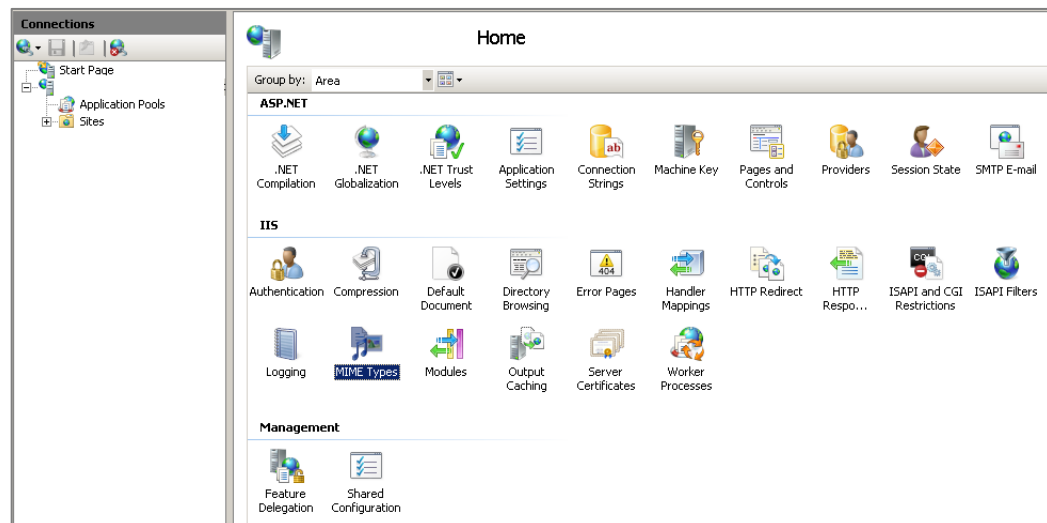 Connections
Start Page
Application Pools
Sites
Home
Group by: Area
ASP.NET
.NET Compilation
.NET Globalization
.NET Trust Levels
Application Settings
Connection Strings
Machine Key
Pages and Controls
Providers
Session State
SMTP E-mail
IIS
Authentication
Compression
Default Document
Directory Browsing
404
Error Pages
Handler Mappings
HTTP Redirect
HTTP Respo...
ISAPI and CGI Restrictions
ISAPI Filters
Logging
MIME Types
Modules
Output Caching
Server Certificates
Worker Processes
Management
Feature Delegation
Shared Configuration